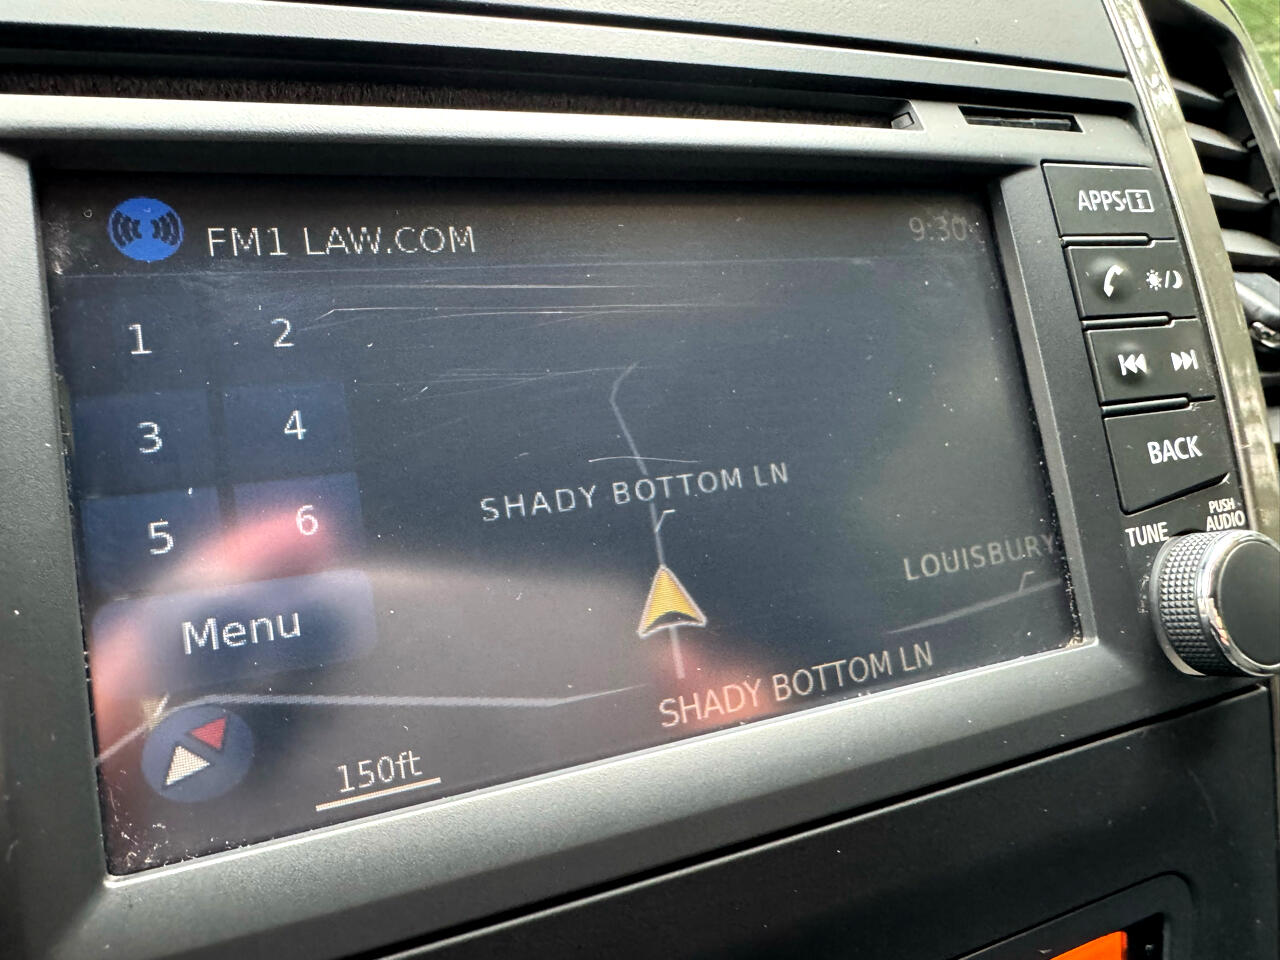 FM1 LAW.COM
9:30
1 2
3 4
5 6
Menu
SHADY BOTTOM LN
LOUISBURY
SHADY BOTTOM LN
150ft
APPS·i
BACK
TUNE
PUSH -
AUDIO